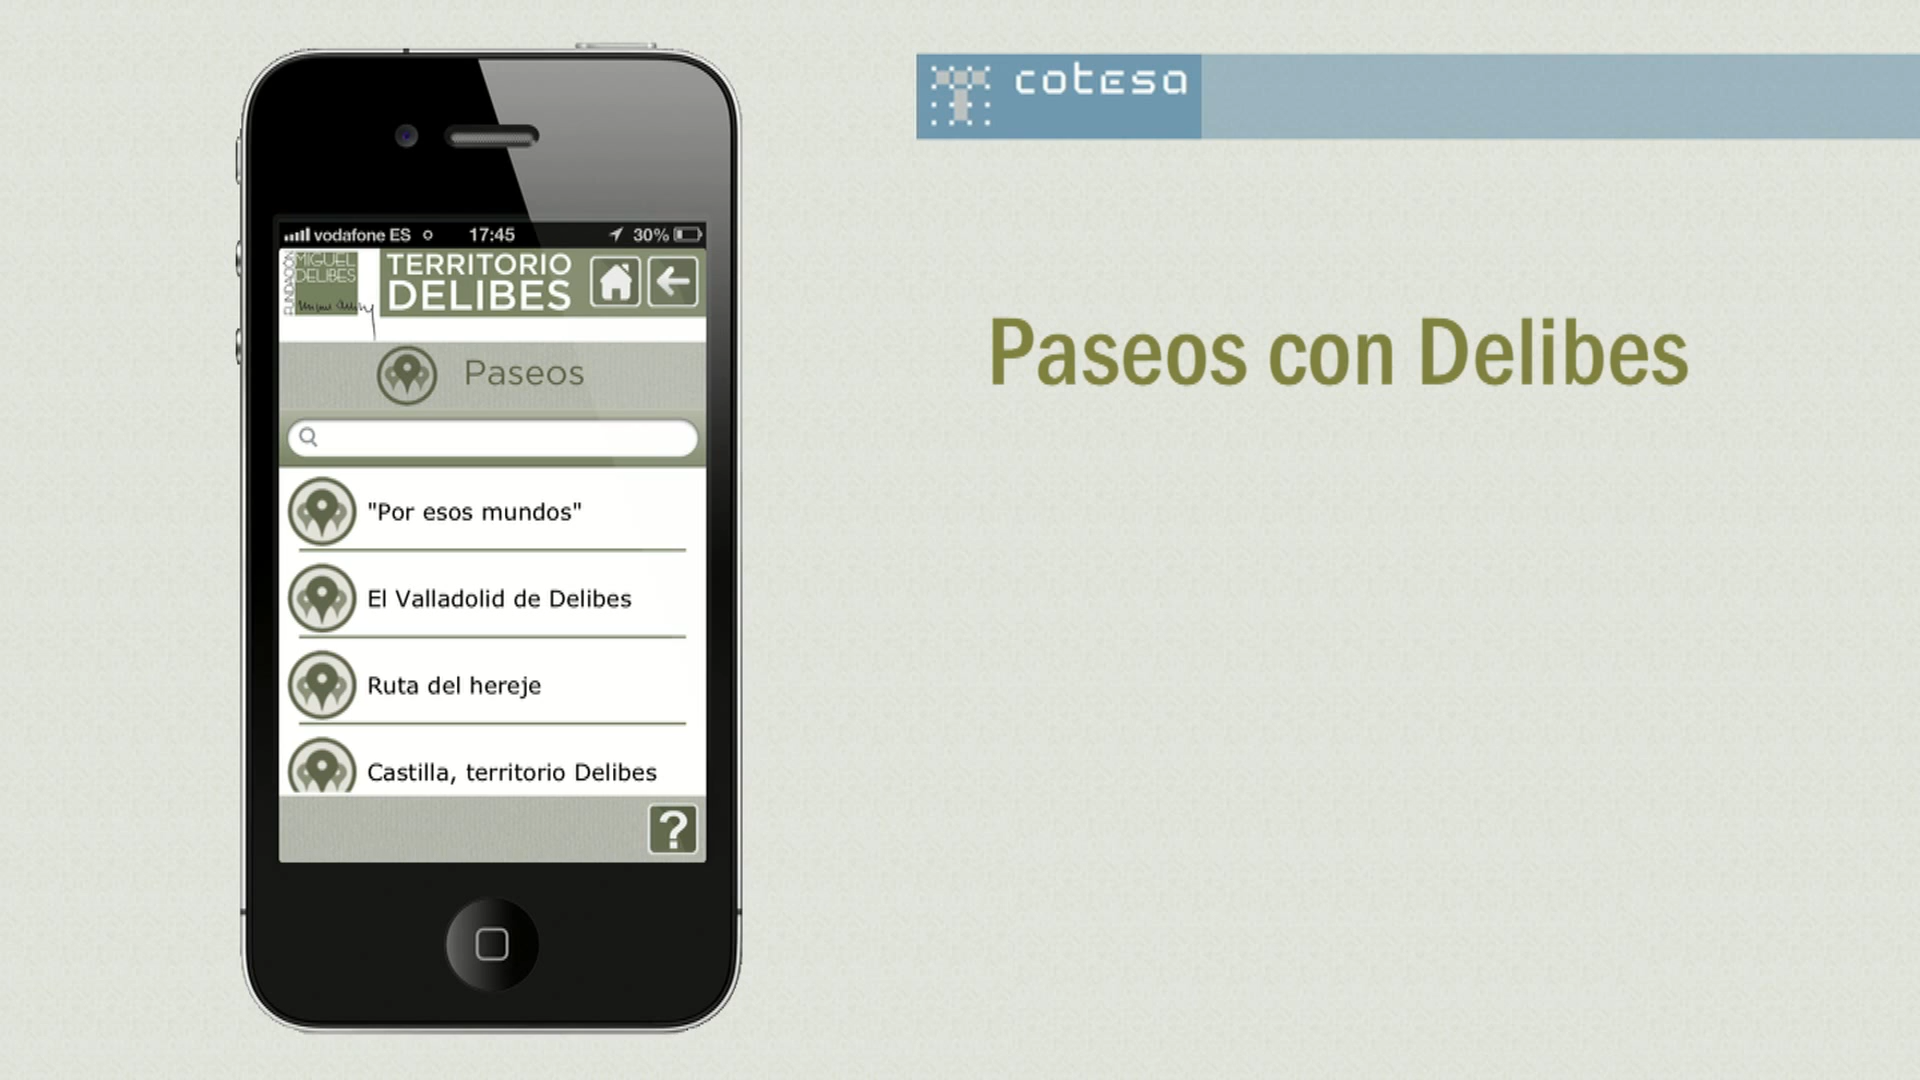 cotesa
vodafone ES 17:45 30%
FUNDACIÓN
MIGUEL
DELIBES
TERRITORIO
DELIBES
Paseos
"Por esos mundos"
El Valladolid de Delibes
Ruta del hereje
Castilla, territorio Delibes
?
Paseos con Delibes